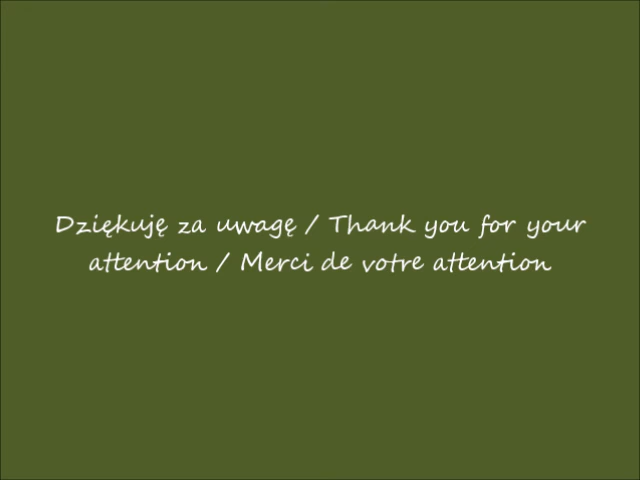 Dziękuję za uwagę / Thank you for your
attention / Merci de votre attention